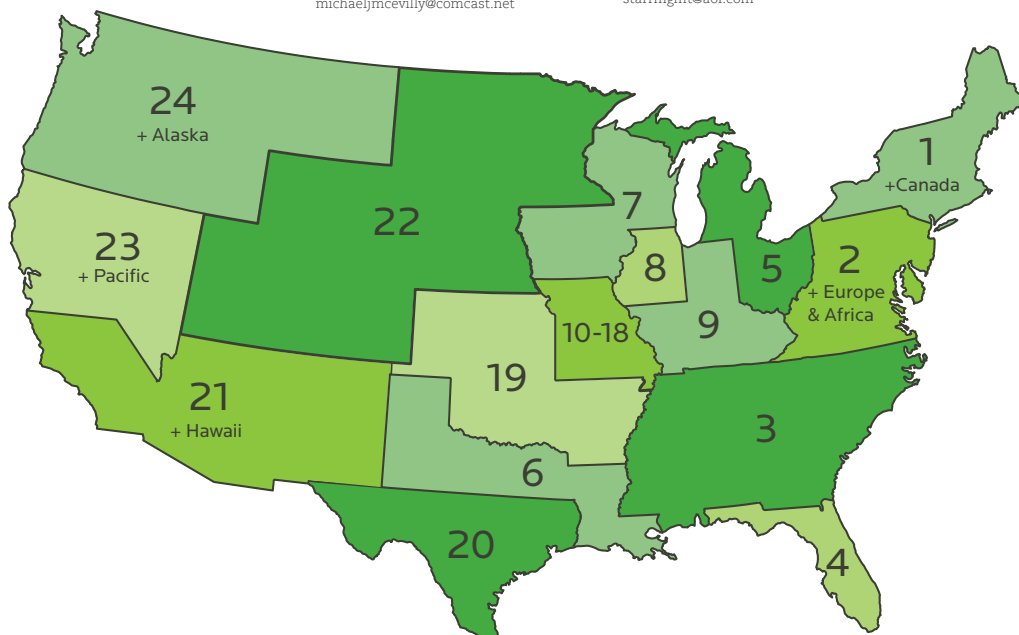 michaeljmcevilly@comcast.net
24
+ Alaska
1
+Canada
7
22
23
+ Pacific
8
5
2
+ Europe
& Africa
10-18
9
19
21
+ Hawaii
3
6
20
4